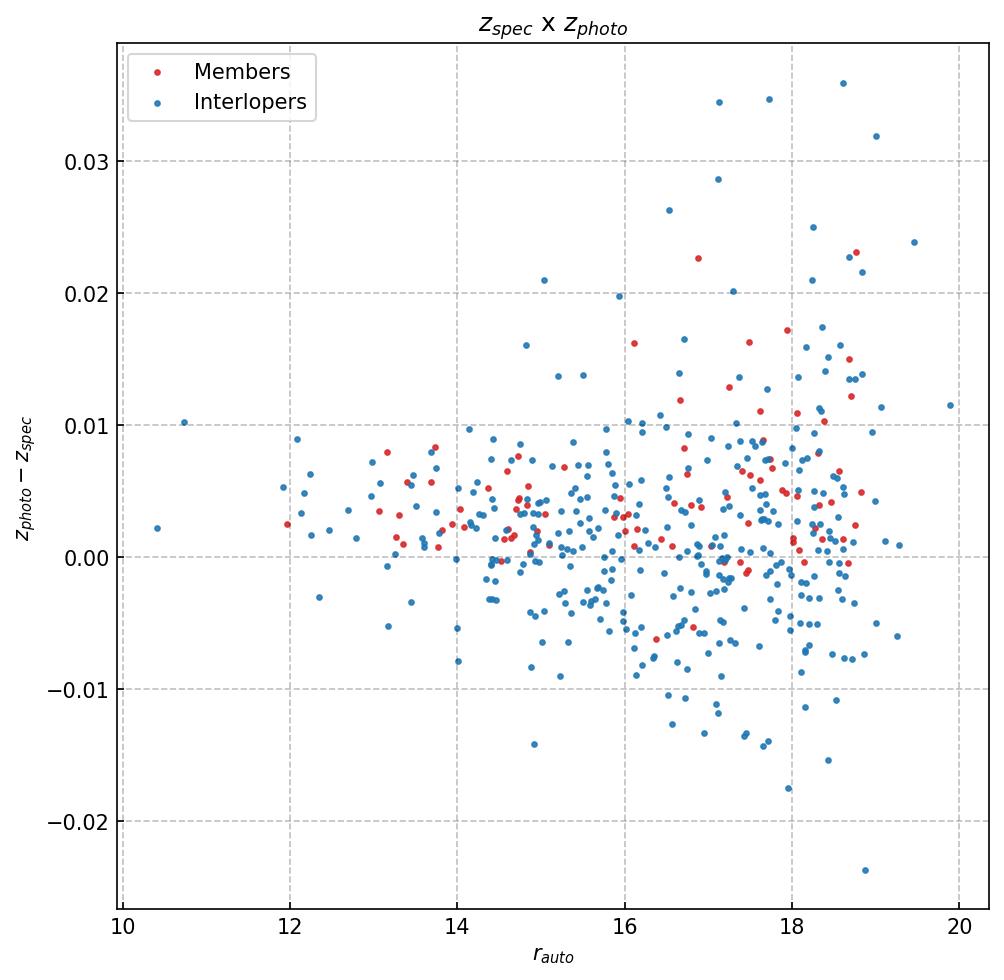 z_spec x z_photo
Members
Interlopers
0.03
0.02
0.01
0.00
−0.01
−0.02
z_photo − z_spec
10 12 14 16 18 20
r_auto